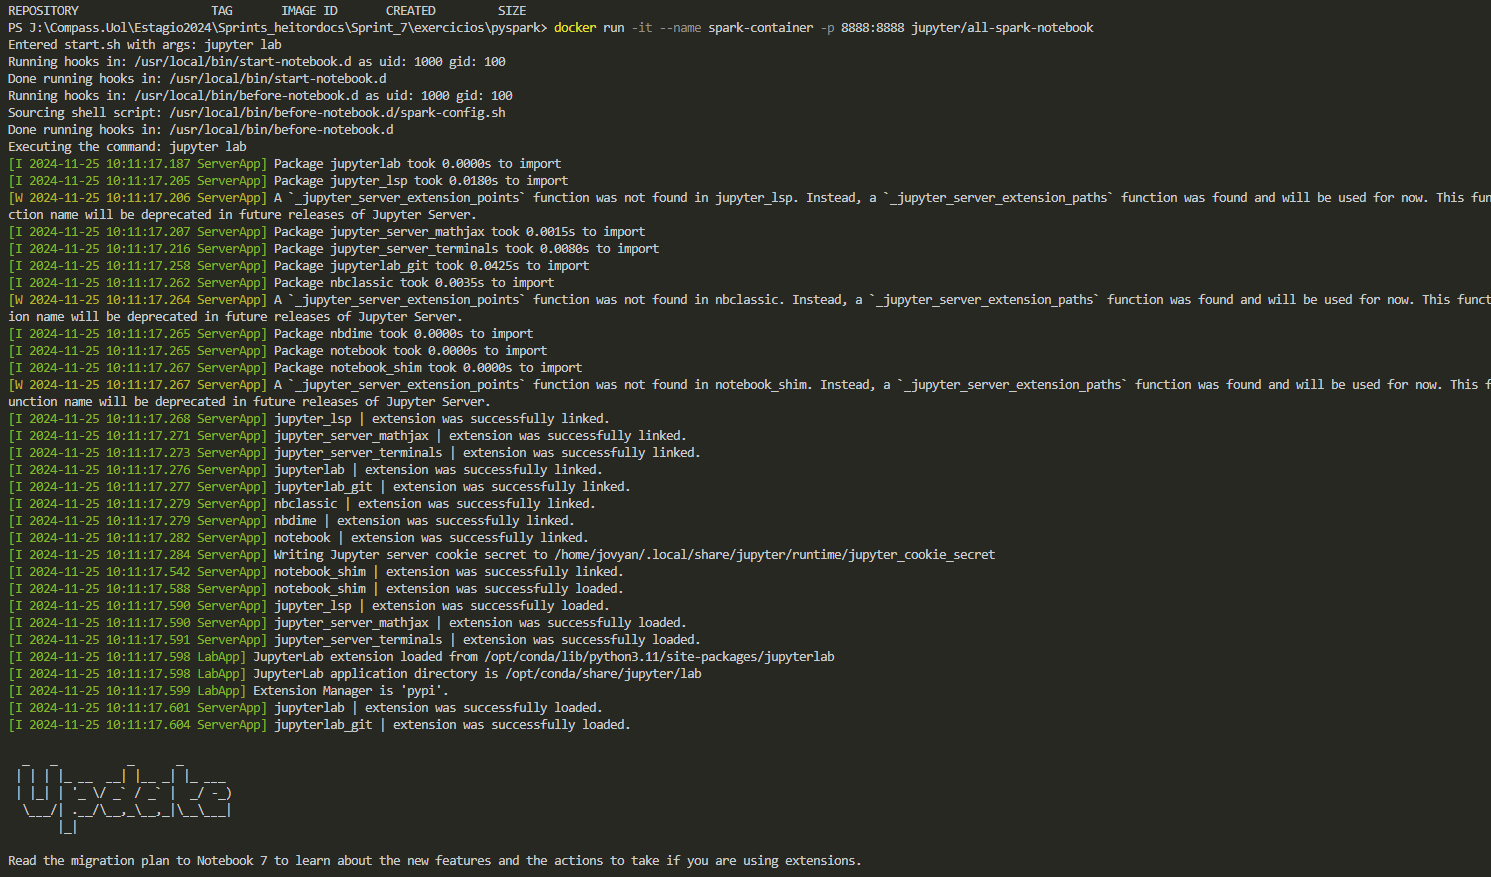 REPOSITORY                   TAG       IMAGE ID       CREATED         SIZE
PS J:\Compass.Uol\Estagio2024\Sprints_heitordocs\Sprint_7\exercicios\pyspark> docker run -it --name spark-container -p 8888:8888 jupyter/all-spark-notebook
Entered start.sh with args: jupyter lab
Running hooks in: /usr/local/bin/start-notebook.d as uid: 1000 gid: 100
Done running hooks in: /usr/local/bin/start-notebook.d
Running hooks in: /usr/local/bin/before-notebook.d as uid: 1000 gid: 100
Sourcing shell script: /usr/local/bin/before-notebook.d/spark-config.sh
Done running hooks in: /usr/local/bin/before-notebook.d
Executing the command: jupyter lab
[I 2024-11-25 10:11:17.187 ServerApp] Package jupyterlab took 0.0000s to import
[I 2024-11-25 10:11:17.205 ServerApp] Package jupyter_lsp took 0.0180s to import
[W 2024-11-25 10:11:17.206 ServerApp] A `_jupyter_server_extension_points` function was not found in jupyter_lsp. Instead, a `_jupyter_server_extension_paths` function was found and will be used for now. This fun
ction name will be deprecated in future releases of Jupyter Server.
[I 2024-11-25 10:11:17.207 ServerApp] Package jupyter_server_mathjax took 0.0015s to import
[I 2024-11-25 10:11:17.216 ServerApp] Package jupyter_server_terminals took 0.0080s to import
[I 2024-11-25 10:11:17.258 ServerApp] Package jupyterlab_git took 0.0425s to import
[I 2024-11-25 10:11:17.262 ServerApp] Package nbclassic took 0.0035s to import
[W 2024-11-25 10:11:17.264 ServerApp] A `_jupyter_server_extension_points` function was not found in nbclassic. Instead, a `_jupyter_server_extension_paths` function was found and will be used for now. This funct
ion name will be deprecated in future releases of Jupyter Server.
[I 2024-11-25 10:11:17.265 ServerApp] Package nbdime took 0.0000s to import
[I 2024-11-25 10:11:17.265 ServerApp] Package notebook took 0.0000s to import
[I 2024-11-25 10:11:17.267 ServerApp] Package notebook_shim took 0.0000s to import
[W 2024-11-25 10:11:17.267 ServerApp] A `_jupyter_server_extension_points` function was not found in notebook_shim. Instead, a `_jupyter_server_extension_paths` function was found and will be used for now. This f
unction name will be deprecated in future releases of Jupyter Server.
[I 2024-11-25 10:11:17.268 ServerApp] jupyter_lsp | extension was successfully linked.
[I 2024-11-25 10:11:17.271 ServerApp] jupyter_server_mathjax | extension was successfully linked.
[I 2024-11-25 10:11:17.273 ServerApp] jupyter_server_terminals | extension was successfully linked.
[I 2024-11-25 10:11:17.276 ServerApp] jupyterlab | extension was successfully linked.
[I 2024-11-25 10:11:17.277 ServerApp] jupyterlab_git | extension was successfully linked.
[I 2024-11-25 10:11:17.279 ServerApp] nbclassic | extension was successfully linked.
[I 2024-11-25 10:11:17.279 ServerApp] nbdime | extension was successfully linked.
[I 2024-11-25 10:11:17.282 ServerApp] notebook | extension was successfully linked.
[I 2024-11-25 10:11:17.284 ServerApp] Writing Jupyter server cookie secret to /home/jovyan/.local/share/jupyter/runtime/jupyter_cookie_secret
[I 2024-11-25 10:11:17.542 ServerApp] notebook_shim | extension was successfully linked.
[I 2024-11-25 10:11:17.588 ServerApp] notebook_shim | extension was successfully loaded.
[I 2024-11-25 10:11:17.590 ServerApp] jupyter_lsp | extension was successfully loaded.
[I 2024-11-25 10:11:17.590 ServerApp] jupyter_server_mathjax | extension was successfully loaded.
[I 2024-11-25 10:11:17.591 ServerApp] jupyter_server_terminals | extension was successfully loaded.
[I 2024-11-25 10:11:17.598 LabApp] JupyterLab extension loaded from /opt/conda/lib/python3.11/site-packages/jupyterlab
[I 2024-11-25 10:11:17.598 LabApp] JupyterLab application directory is /opt/conda/share/jupyter/lab
[I 2024-11-25 10:11:17.599 LabApp] Extension Manager is 'pypi'.
[I 2024-11-25 10:11:17.601 ServerApp] jupyterlab | extension was successfully loaded.
[I 2024-11-25 10:11:17.604 ServerApp] jupyterlab_git | extension was successfully loaded.
  _   _          _      _
 | | | |_ __  __| |__ _| |_ ___
 | |_| | '_ \/ _` / _` |  _/ -_)
  \___/| .__/\__,_\__,_|\__\___|
       |_|
Read the migration plan to Notebook 7 to learn about the new features and the actions to take if you are using extensions.